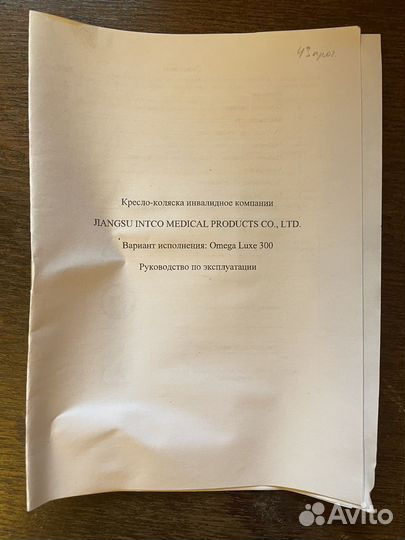 Кресло-коляска инвалидное компании
JIANGSU INTCO MEDICAL PRODUCTS CO., LTD.
Вариант исполнения: Omega Luxe 300
Руководство по эксплуатации
Avito